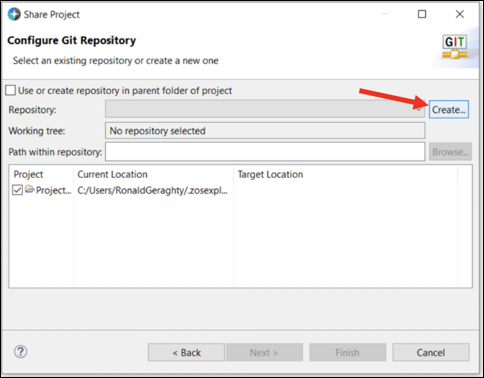 Share Project
Configure Git Repository
Select an existing repository or create a new one
GIT
Use or create repository in parent folder of project
Repository:
Create...
Working tree:
No repository selected
Path within repository:
Browse...
Project Current Location Target Location
Project... C:/Users/RonaldGeraghty/.zosexpl...
?
< Back
Next >
Finish
Cancel